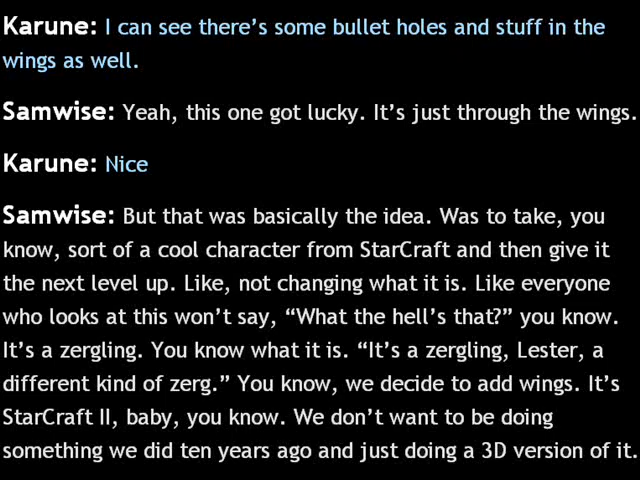 Karune: I can see there’s some bullet holes and stuff in the
wings as well.
Samwise: Yeah, this one got lucky. It’s just through the wings.
Karune: Nice
Samwise: But that was basically the idea. Was to take, you
know, sort of a cool character from StarCraft and then give it
the next level up. Like, not changing what it is. Like everyone
who looks at this won’t say, “What the hell’s that?” you know.
It’s a zergling. You know what it is. “It’s a zergling, Lester, a
different kind of zerg.” You know, we decide to add wings. It’s
StarCraft II, baby, you know. We don’t want to be doing
something we did ten years ago and just doing a 3D version of it.